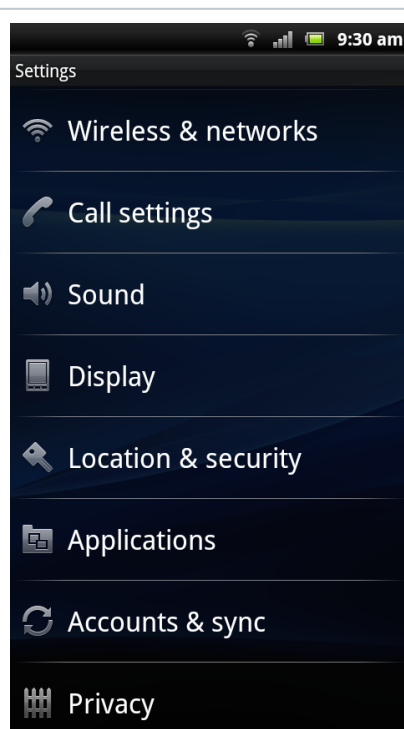 9:30 am
Settings
Wireless & networks
Call settings
Sound
Display
Location & security
Applications
Accounts & sync
Privacy